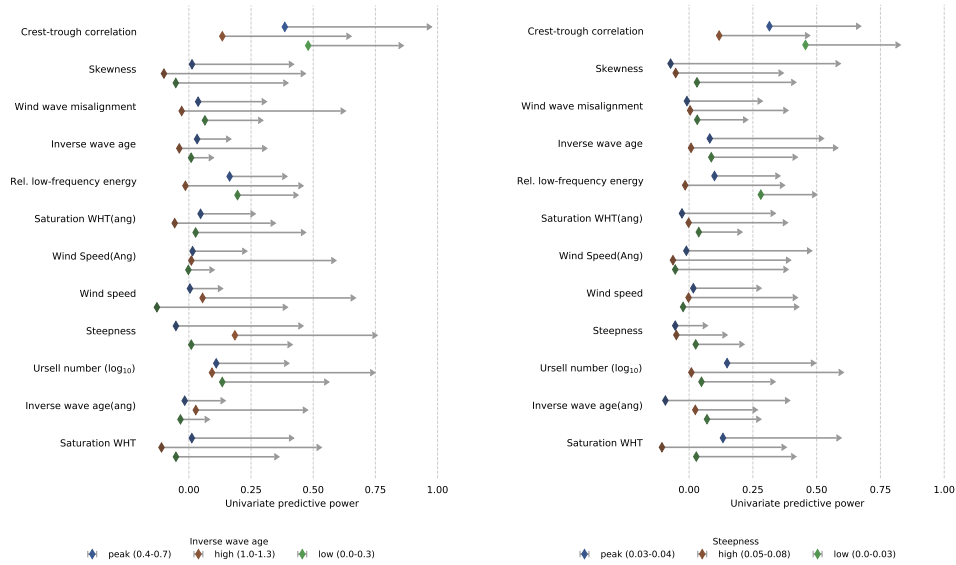 Crest-trough correlation
Skewness
Wind wave misalignment
Inverse wave age
Rel. low-frequency energy
Saturation WHT(ang)
Wind Speed(Ang)
Wind speed
Steepness
Ursell number (log₁₀)
Inverse wave age(ang)
Saturation WHT
0.00 0.25 0.50 0.75 1.00
Univariate predictive power
Inverse wave age
peak (0.4-0.7) high (1.0-1.3) low (0.0-0.3)
Crest-trough correlation
Skewness
Wind wave misalignment
Inverse wave age
Rel. low-frequency energy
Saturation WHT(ang)
Wind Speed(Ang)
Wind speed
Steepness
Ursell number (log₁₀)
Inverse wave age(ang)
Saturation WHT
0.00 0.25 0.50 0.75 1.00
Univariate predictive power
Steepness
peak (0.03-0.04) high (0.05-0.08) low (0.0-0.03)